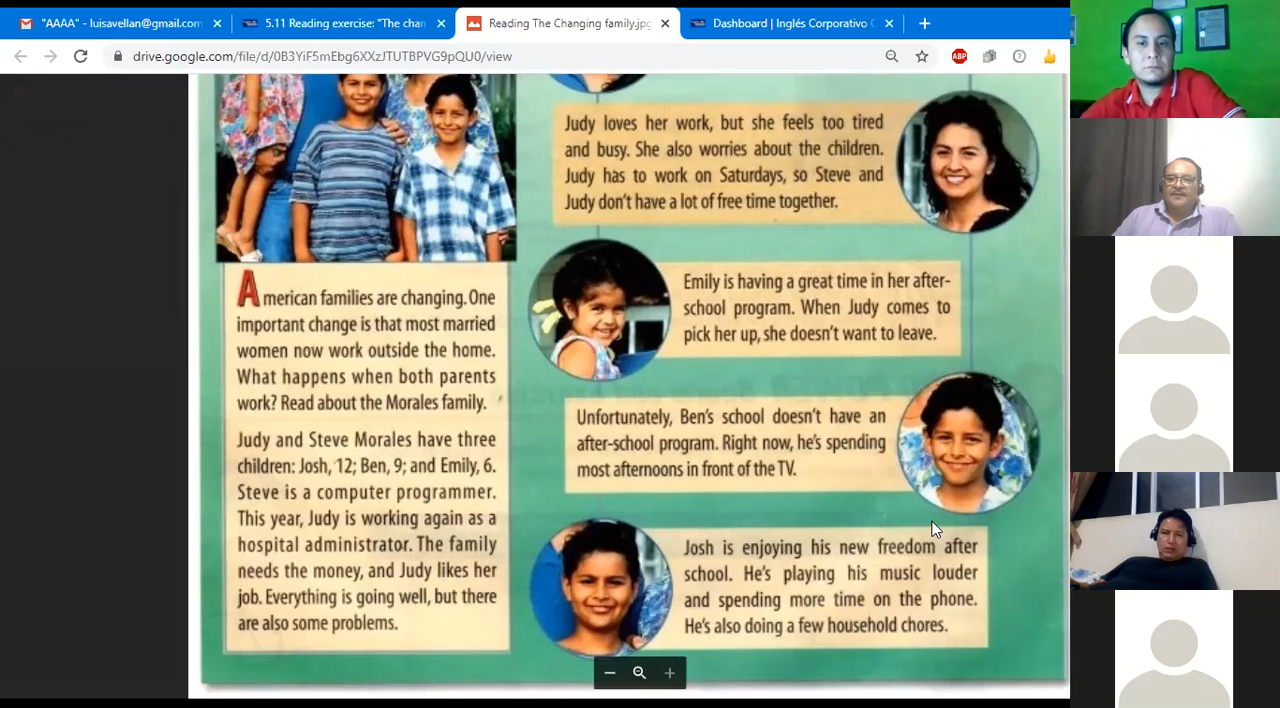 "AAAA" - luisavellan@gmail.com
5.11 Reading exercise: "The chan
Reading The Changing family.jpg
Dashboard | Inglés Corporativo
drive.google.com/file/d/0B3YiF5mEbg6XXzJTUTBPVG9pQU0/view
ABP
American families are changing. One
important change is that most married
women now work outside the home.
What happens when both parents
work? Read about the Morales family.
Judy and Steve Morales have three
children: Josh, 12; Ben, 9; and Emily, 6.
Steve is a computer programmer.
This year, Judy is working again as a
hospital administrator. The family
needs the money, and Judy likes her
job. Everything is going well, but there
are also some problems.
Judy loves her work, but she feels too tired
and busy. She also worries about the children.
Judy has to work on Saturdays, so Steve and
Judy don't have a lot of free time together.
Emily is having a great time in her after-
school program. When Judy comes to
pick her up, she doesn't want to leave.
Unfortunately, Ben's school doesn't have an
after-school program. Right now, he's spending
most afternoons in front of the TV.
Josh is enjoying his new freedom after
school. He's playing his music louder
and spending more time on the phone.
He's also doing a few household chores.